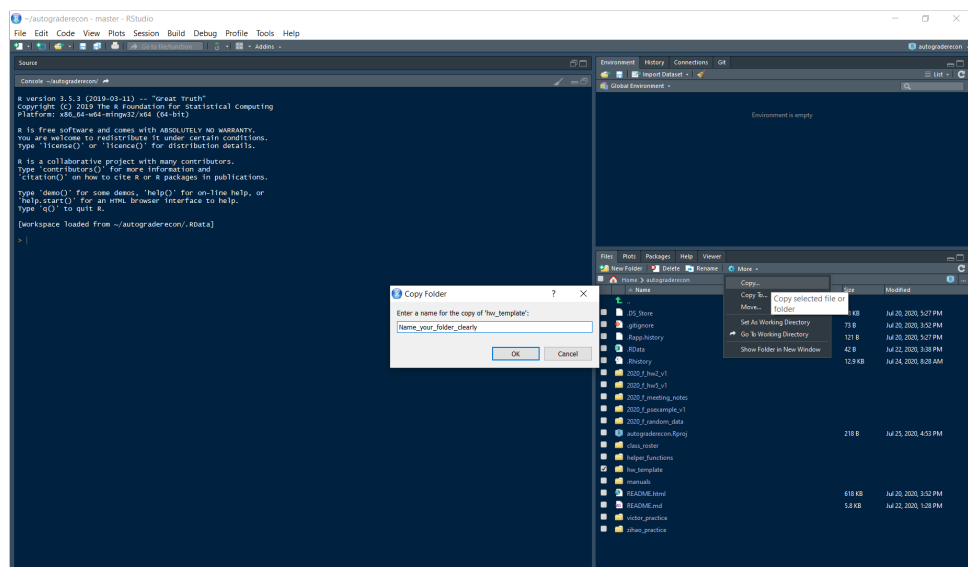 ~/autograderecon - master - RStudio
File Edit Code View Plots Session Build Debug Profile Tools Help
Go to file/function Addins autograderecon
Source
Console ~/autograderecon/
R version 3.5.3 (2019-03-11) -- "Great Truth"
Copyright (C) 2019 The R Foundation for Statistical Computing
Platform: x86_64-w64-mingw32/x64 (64-bit)
R is free software and comes with ABSOLUTELY NO WARRANTY.
You are welcome to redistribute it under certain conditions.
Type 'license()' or 'licence()' for distribution details.
R is a collaborative project with many contributors.
Type 'contributors()' for more information and
'citation()' on how to cite R or R packages in publications.
Type 'demo()' for some demos, 'help()' for on-line help, or
'help.start()' for an HTML browser interface to help.
Type 'q()' to quit R.
[Workspace loaded from ~/autograderecon/.RData]
>
Environment History Connections Git
Import Dataset List
Global Environment
Environment is empty
Copy Folder ? X
Enter a name for the copy of 'hw_template':
Name_your_folder_clearly
OK Cancel
Files Plots Packages Help Viewer
New Folder Delete Rename More
Home autograderecon ...
Name Size Modified
Copy...
Copy To...
Move...
Copy selected file or
folder
Set As Working Directory
Go To Working Directory
Show Folder in New Window
..
.DS_Store KB Jul 20, 2020, 5:27 PM
.gitignore 73 B Jul 20, 2020, 3:52 PM
.Rapp.history 121 B Jul 20, 2020, 5:27 PM
.RData 42 B Jul 22, 2020, 3:38 PM
.Rhistory 12.9 KB Jul 24, 2020, 8:28 AM
2020_f_hw2_v1
2020_f_hw5_v1
2020_f_meeting_notes
2020_f_psexample_v1
2020_f_random_data
autograderecon.Rproj 218 B Jul 25, 2020, 4:53 PM
class_roster
helper_functions
hw_template
manuals
README.html 618 KB Jul 20, 2020, 3:52 PM
README.md 5.8 KB Jul 22, 2020, 1:28 PM
victor_practice
zihao_practice